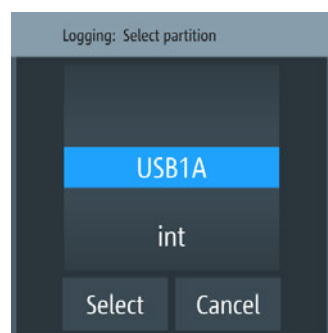 Logging: Select partition
USB1A
int
Select Cancel